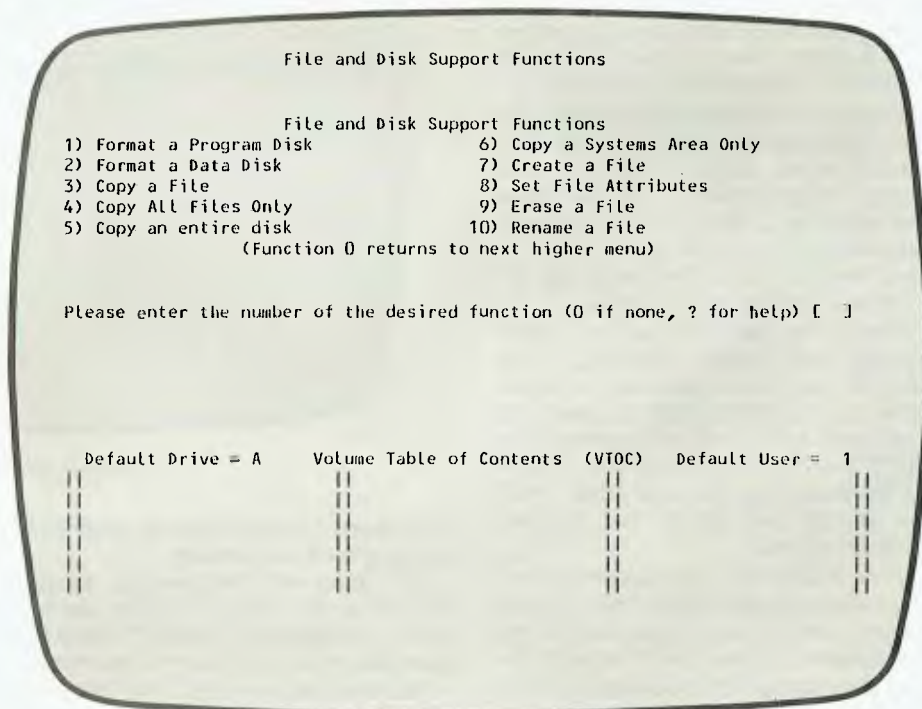 File and Disk Support Functions
File and Disk Support Functions
1) Format a Program Disk 6) Copy a Systems Area Only
2) Format a Data Disk 7) Create a File
3) Copy a File 8) Set File Attributes
4) Copy All Files Only 9) Erase a File
5) Copy an entire disk 10) Rename a File
(Function 0 returns to next higher menu)
Please enter the number of the desired function (0 if none, ? for help) [ ]
Default Drive = A Volume Table of Contents (VTOC) Default User = 1
|| || || ||
|| || || ||
|| || || ||
|| || || ||
|| || || ||
|| || || ||